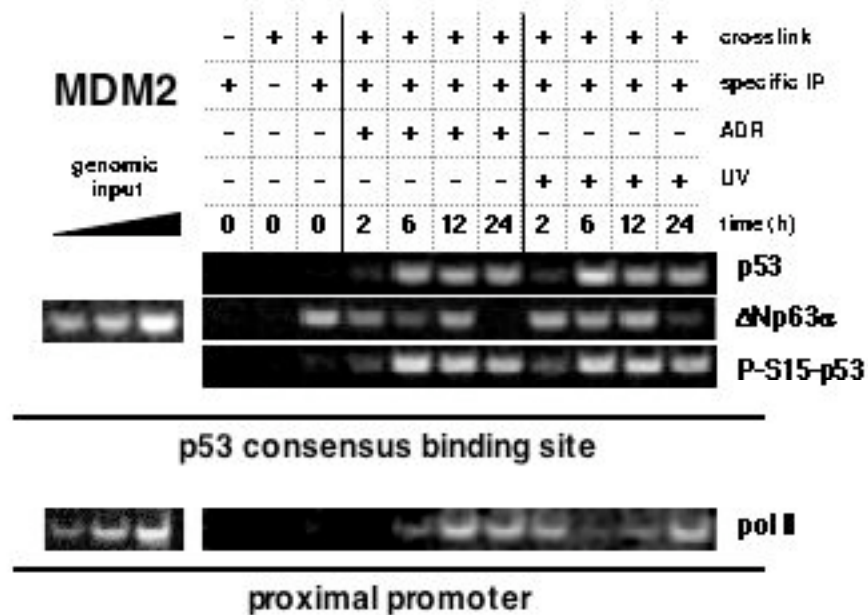 - + + + + + + + + + + crosslink
MDM2 + - + + + + + + + + + specific IP
- - - + + + + - - - - ADR
genomic input - - - - - - - + + + + UV
0 0 0 2 6 12 24 2 6 12 24 time (h)
p53
ΔNp63α
P-S15-p53
p53 consensus binding site
pol II
proximal promoter